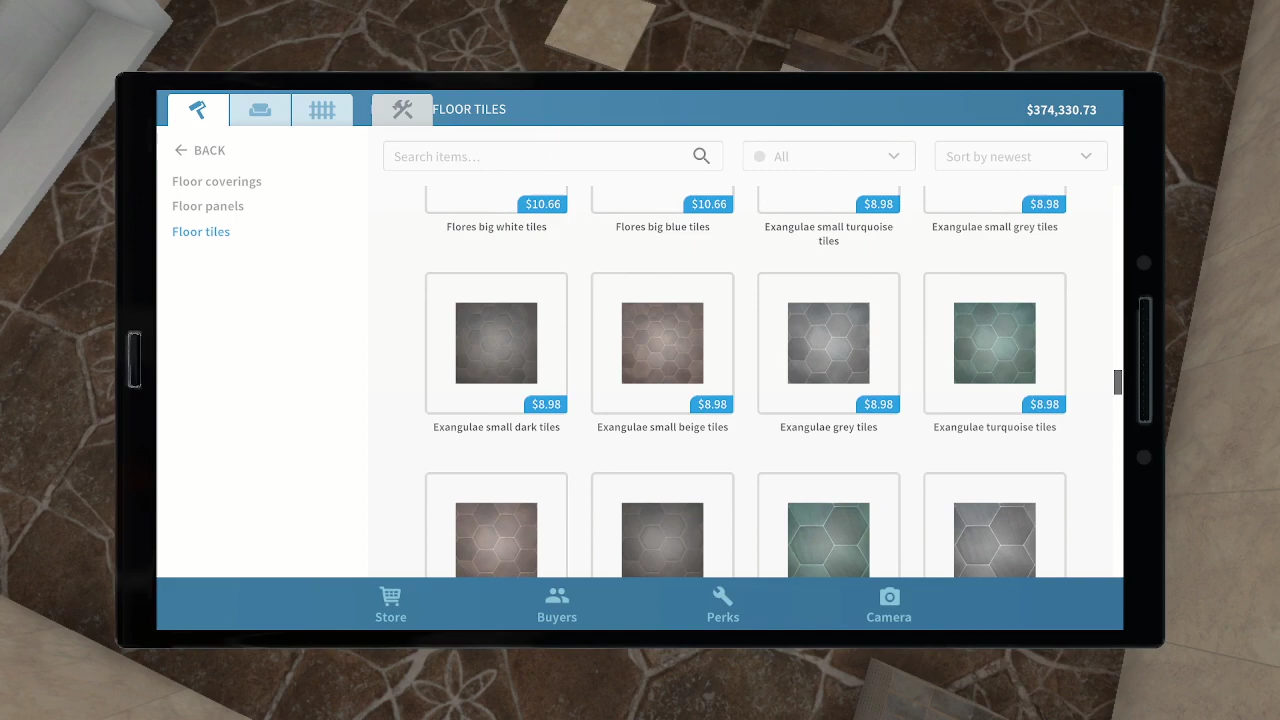 FLOOR TILES
$374,330.73
BACK
Search items...
All
Sort by newest
Floor coverings
Floor panels
Floor tiles
$10.66
$10.66
$8.98
$8.98
Flores big white tiles
Flores big blue tiles
Exangulae small turquoise
tiles
Exangulae small grey tiles
$8.98
$8.98
$8.98
$8.98
Exangulae small dark tiles
Exangulae small beige tiles
Exangulae grey tiles
Exangulae turquoise tiles
Store
Buyers
Perks
Camera